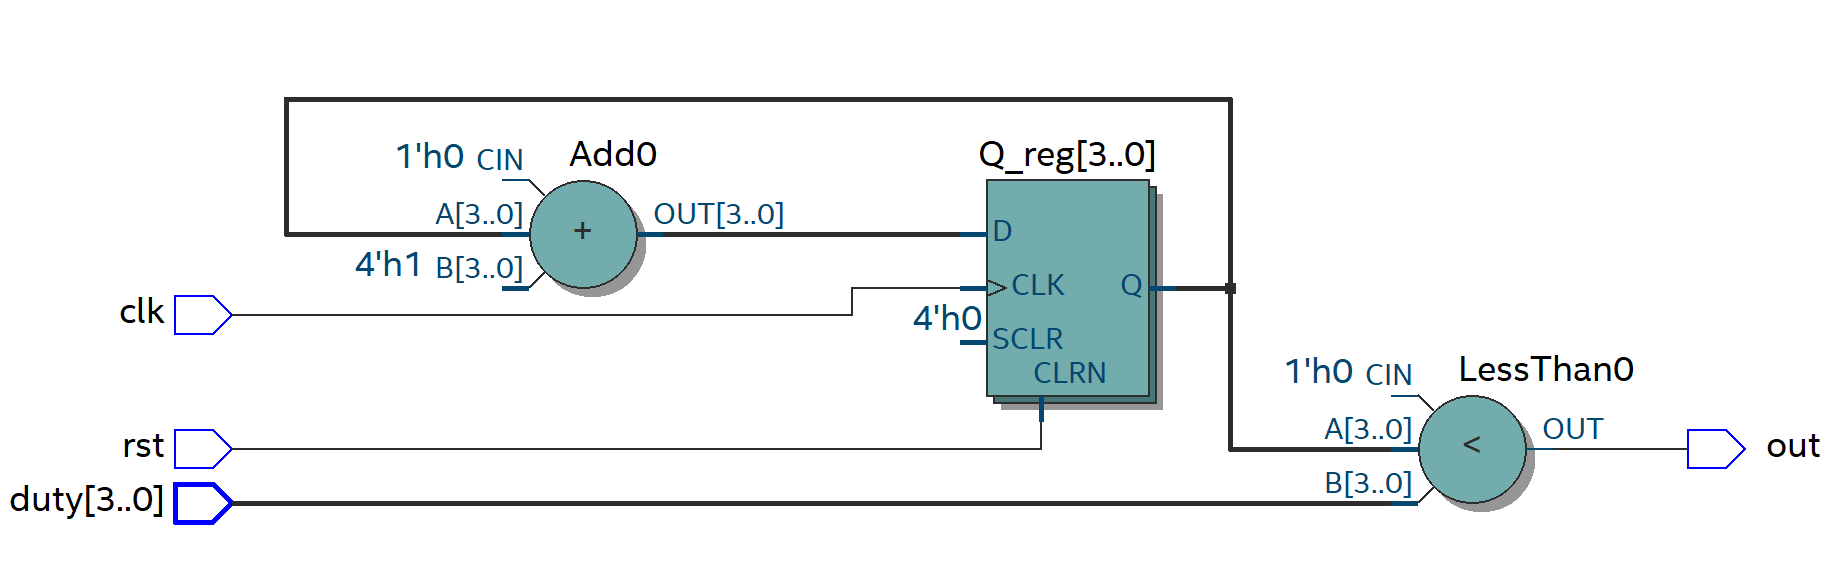 1'h0 CIN Add0
A[3..0] OUT[3..0]
+
4'h1 B[3..0]
Q_reg[3..0]
D
CLK Q
4'h0
SCLR
CLRN
clk
rst
duty[3..0]
1'h0 CIN LessThan0
A[3..0] OUT
<
B[3..0]
out